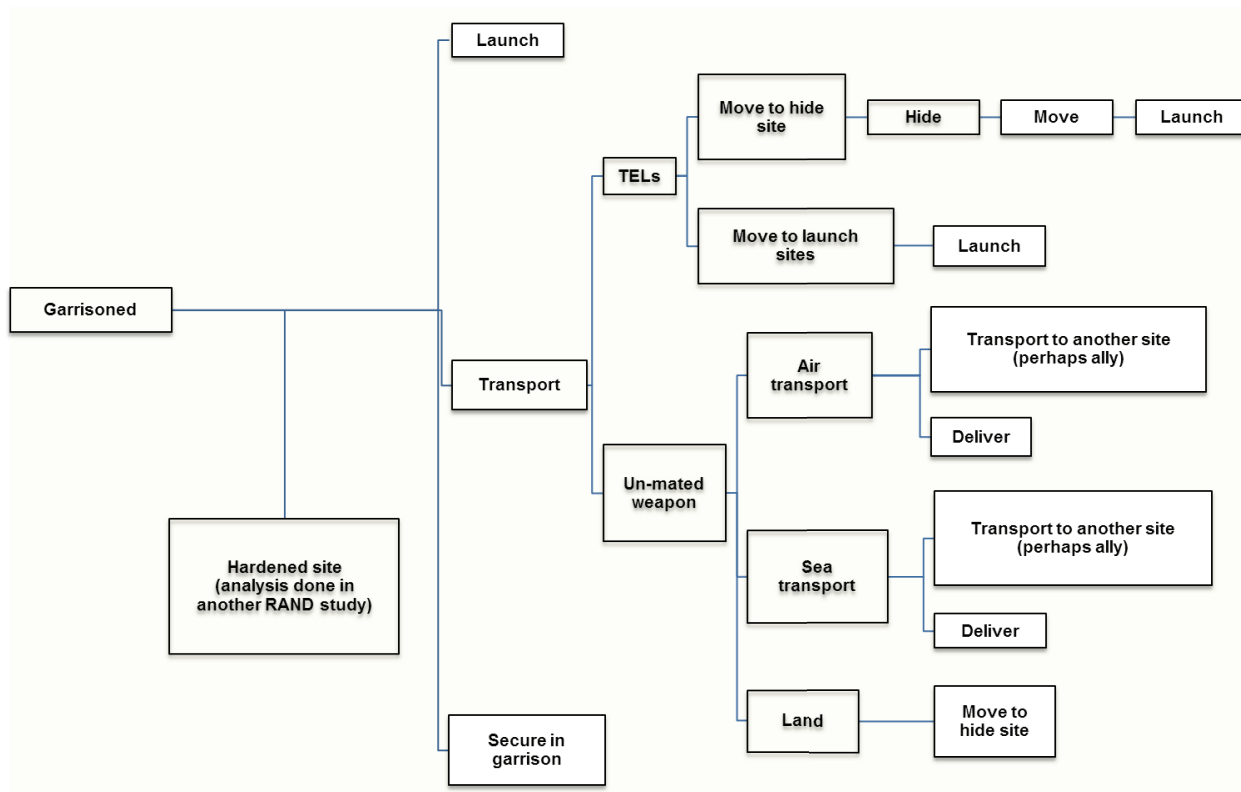 Launch
Move to hide
site
Hide
Move
Launch
TELs
Move to launch
sites
Launch
Garrisoned
Transport
Air
transport
Transport to another site
(perhaps ally)
Deliver
Un-mated
weapon
Hardened site
(analysis done in
another RAND study)
Sea
transport
Transport to another site
(perhaps ally)
Deliver
Land
Move to
hide site
Secure in
garrison